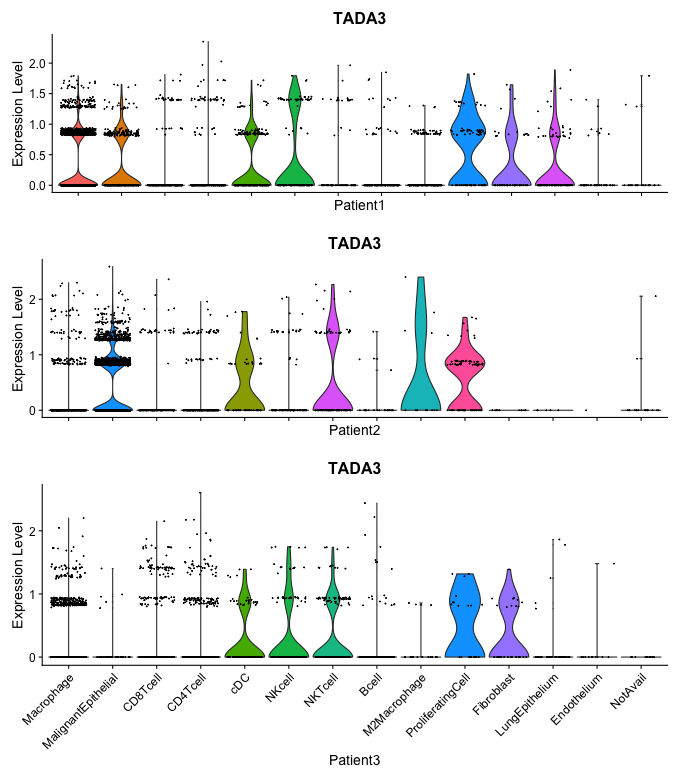 TADA3
Expression Level
2.0
1.5
1.0
0.5
0.0
Patient1
TADA3
Expression Level
2
1
0
Patient2
TADA3
Expression Level
2
1
0
Macrophage
MalignantEpithelial
CD8Tcell
CD4Tcell
cDC
NKcell
NKTcell
Bcell
M2Macrophage
ProliferatingCell
Fibroblast
LungEpithelium
Endothelium
NotAvail
Patient3